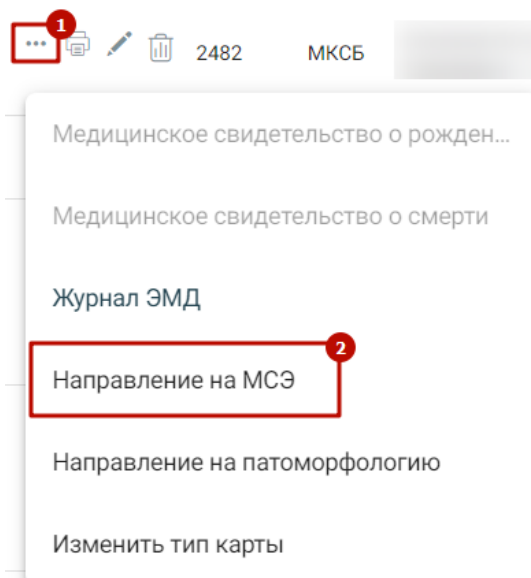 1
2482 МКСБ
Медицинское свидетельство о рожден...
Медицинское свидетельство о смерти
Журнал ЭМД
2
Направление на МСЭ
Направление на патоморфологию
Изменить тип карты